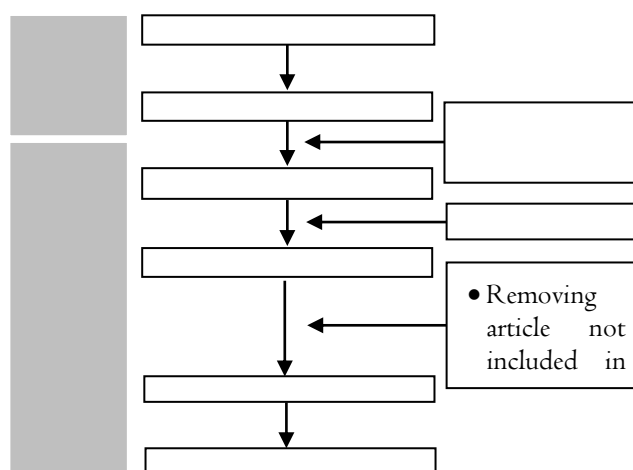 • Removing
article not
included in